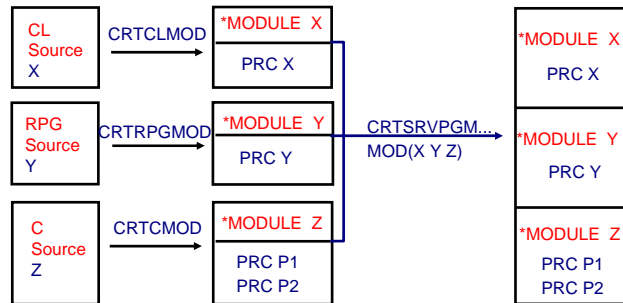 CL
Source
X
CRTCLMOD
*MODULE X
PRC X
RPG
Source
Y
CRTRPGMOD
*MODULE Y
PRC Y
C
Source
Z
CRTCMOD
*MODULE Z
PRC P1
PRC P2
CRTSRVPGM...
MOD(X Y Z)
*MODULE X
PRC X
*MODULE Y
PRC Y
*MODULE Z
PRC P1
PRC P2